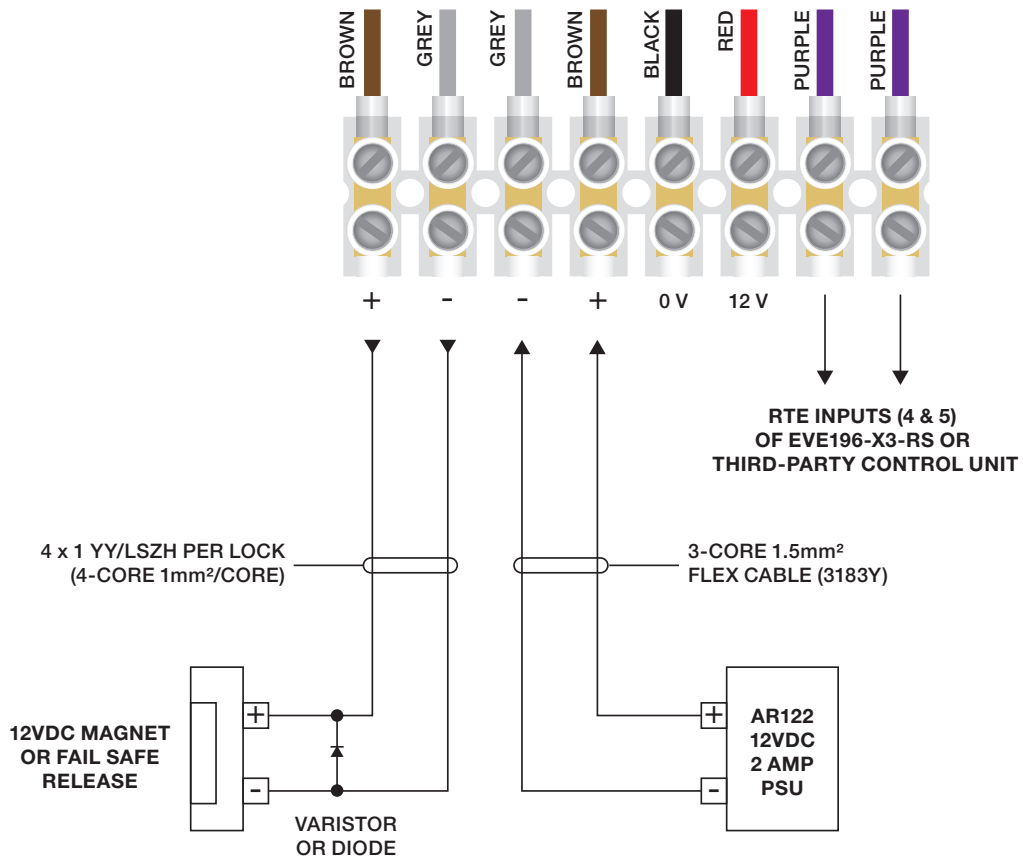 BROWN
GREY
GREY
BROWN
BLACK
RED
PURPLE
PURPLE
+
-
-
+
0 V
12 V
RTE INPUTS (4 & 5)
OF EVE196-X3-RS OR
THIRD-PARTY CONTROL UNIT
4 x 1 YY/LSZH PER LOCK
(4-CORE 1mm²/CORE)
3-CORE 1.5mm²
FLEX CABLE (3183Y)
12VDC MAGNET
OR FAIL SAFE
RELEASE
+
-
VARISTOR
OR DIODE
+
-
AR122
12VDC
2 AMP
PSU